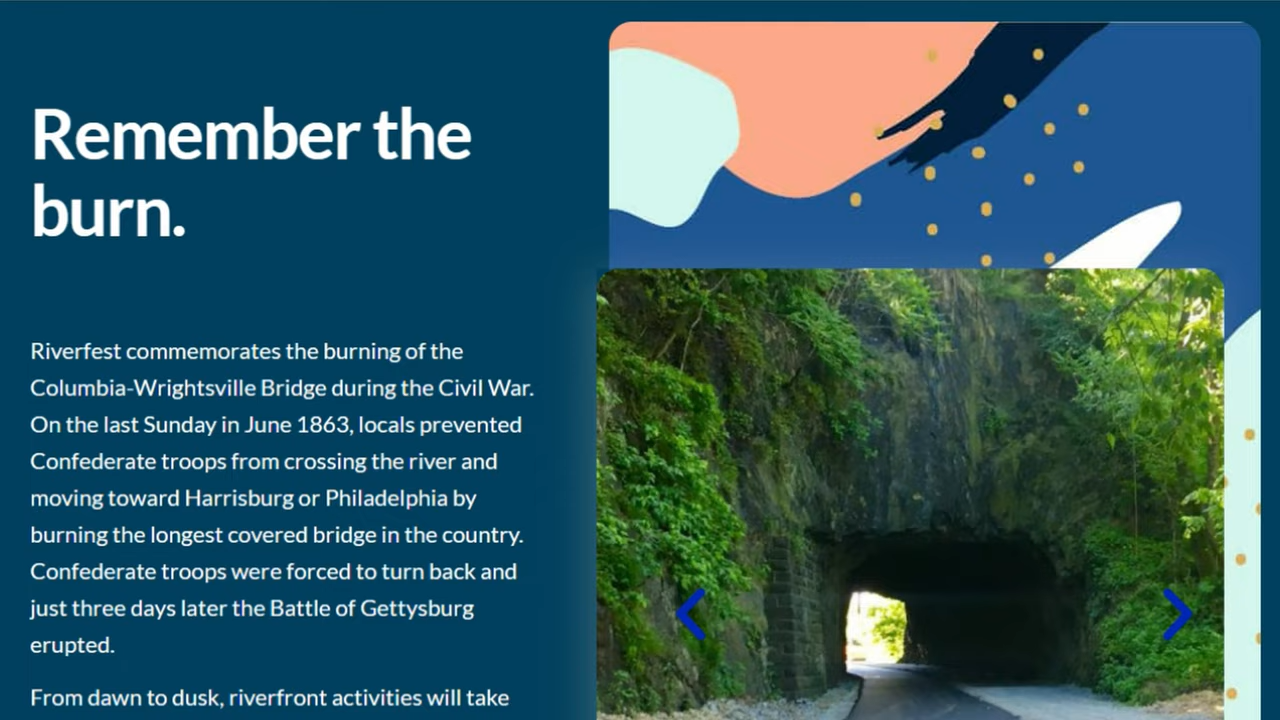 Remember the
burn.
Riverfest commemorates the burning of the
Columbia-Wrightsville Bridge during the Civil War.
On the last Sunday in June 1863, locals prevented
Confederate troops from crossing the river and
moving toward Harrisburg or Philadelphia by
burning the longest covered bridge in the country.
Confederate troops were forced to turn back and
just three days later the Battle of Gettysburg
erupted.
From dawn to dusk, riverfront activities will take